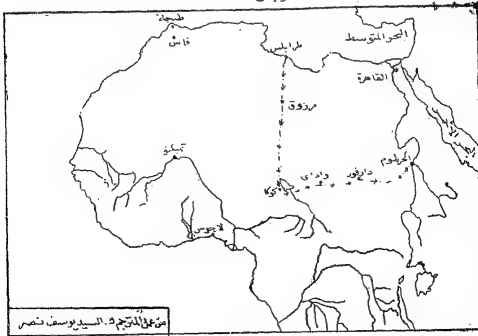 طنجة
فاس
البحر المتوسط
طرابلس
القاهرة
مرزوق
تمبكتو
الخرطوم
دارفور
واداى
كوكا
لاجوس
من عمل المترجم د. السيد يوسف نصر